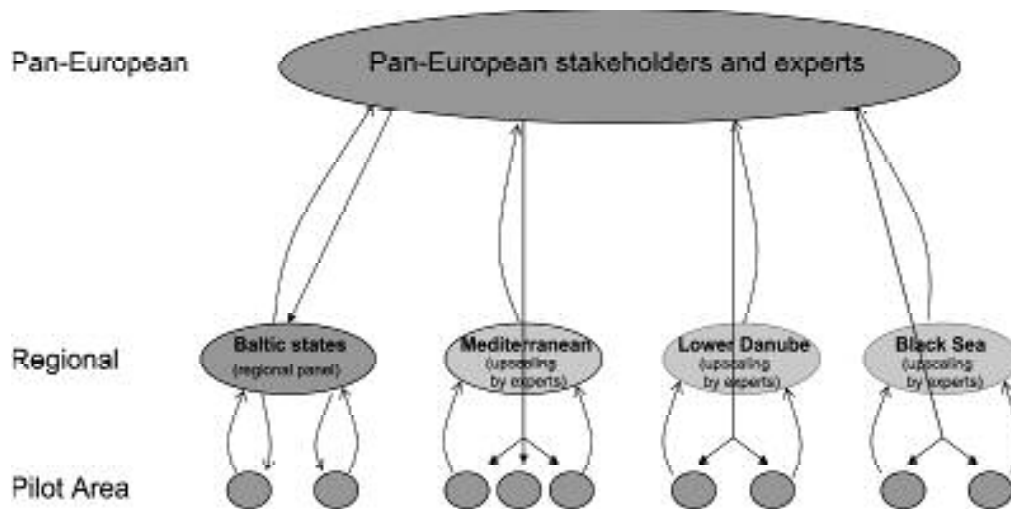 Pan-European
Pan-European stakeholders and experts
Regional
Baltic states
(regional panel)
Mediterranean
(upscaling
by experts)
Lower Danube
(upscaling
by experts)
Black Sea
(upscaling
by experts)
Pilot Area